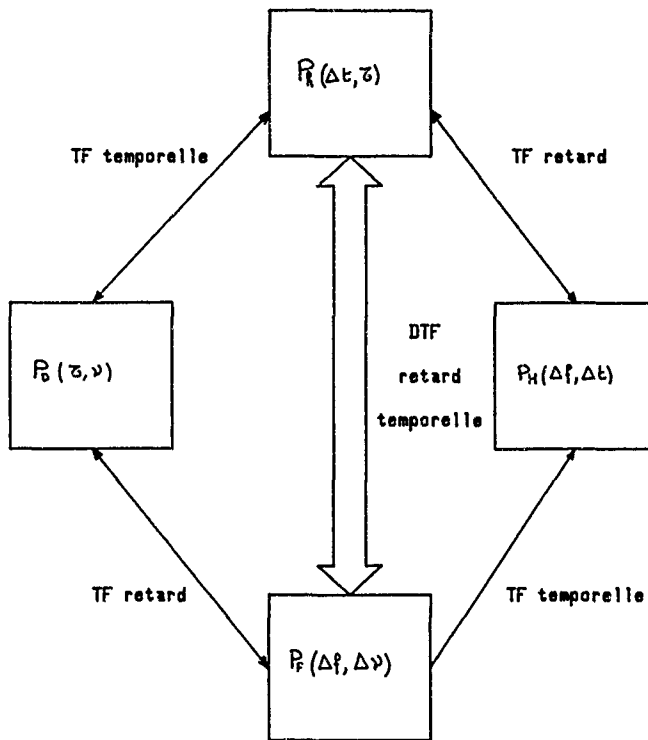 P_R(Δt,τ)
TF temporelle
TF retard
P_D(τ,ν)
DTF
retard
temporelle
P_H(Δf,Δt)
TF retard
TF temporelle
P_F(Δf,Δν)